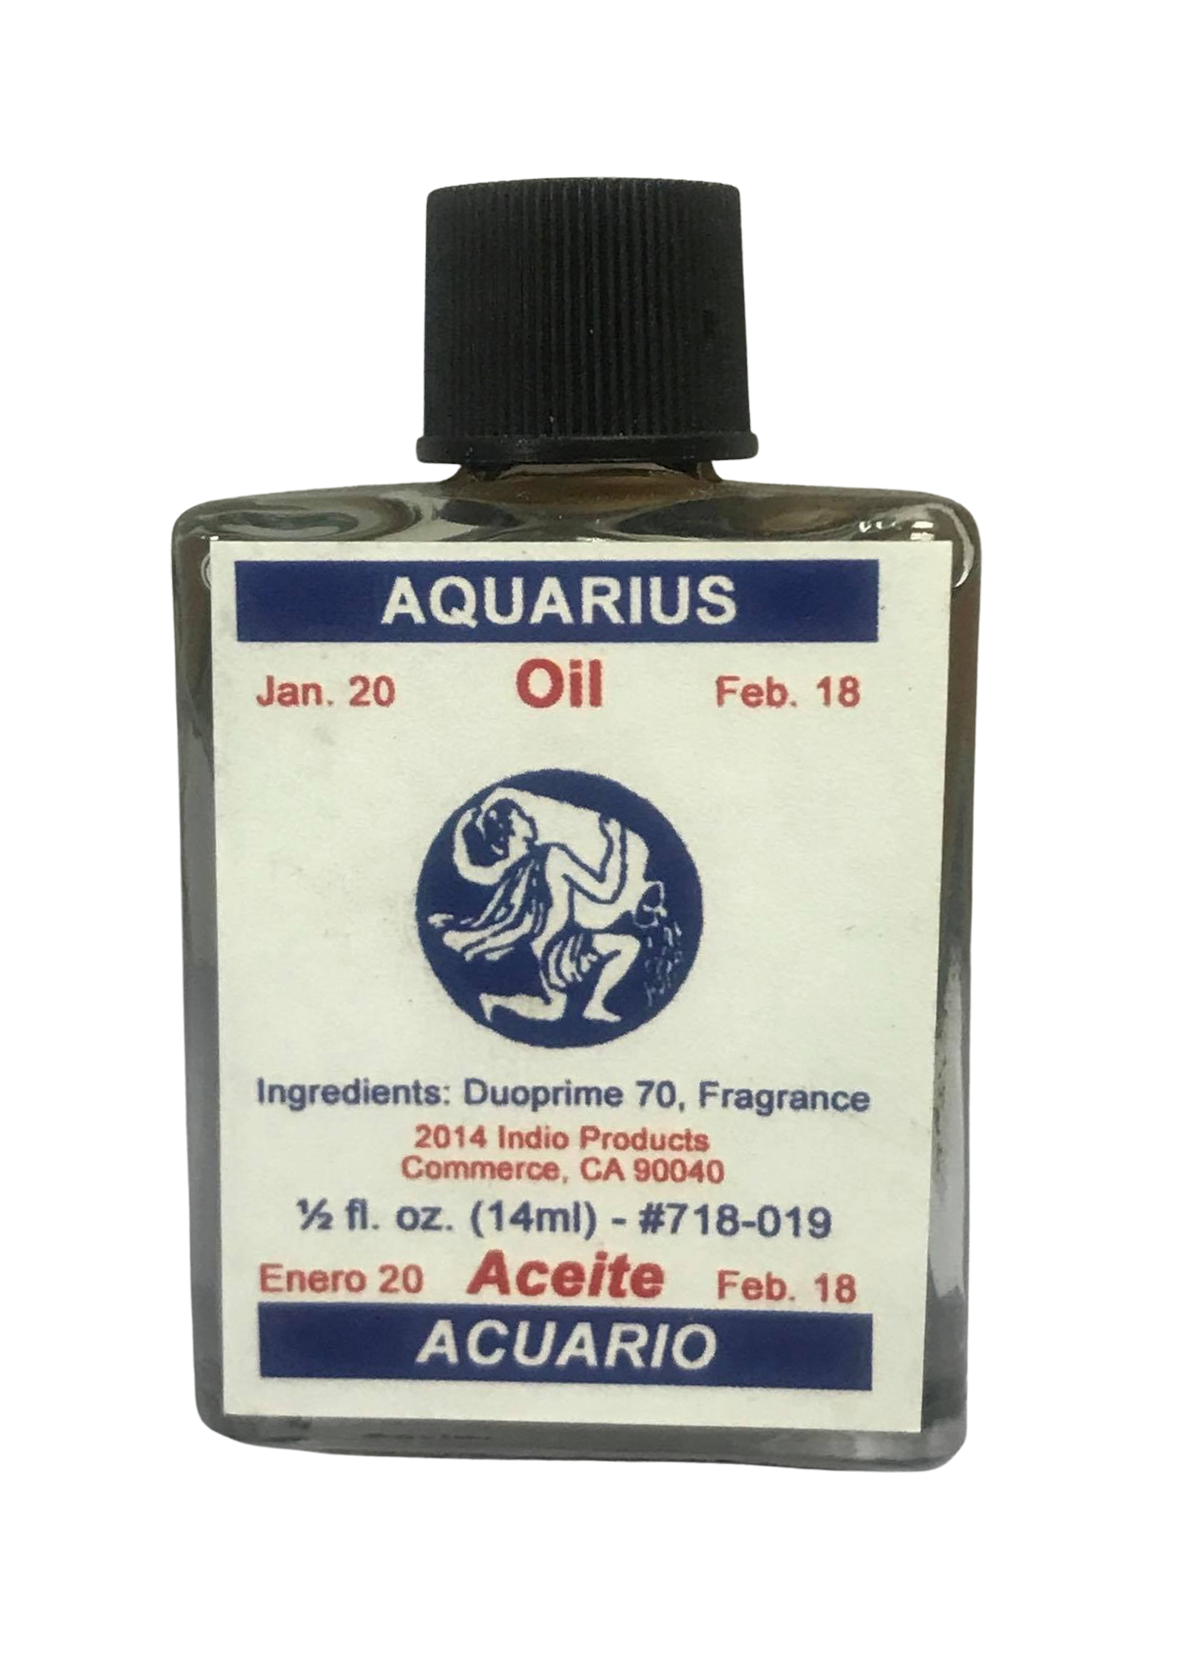 AQUARIUS
Jan. 20 Oil Feb. 18
Ingredients: Duoprime 70, Fragrance
2014 Indio Products
Commerce, CA 90040
½ fl. oz. (14ml) - #718-019
Enero 20 Aceite Feb. 18
ACUARIO